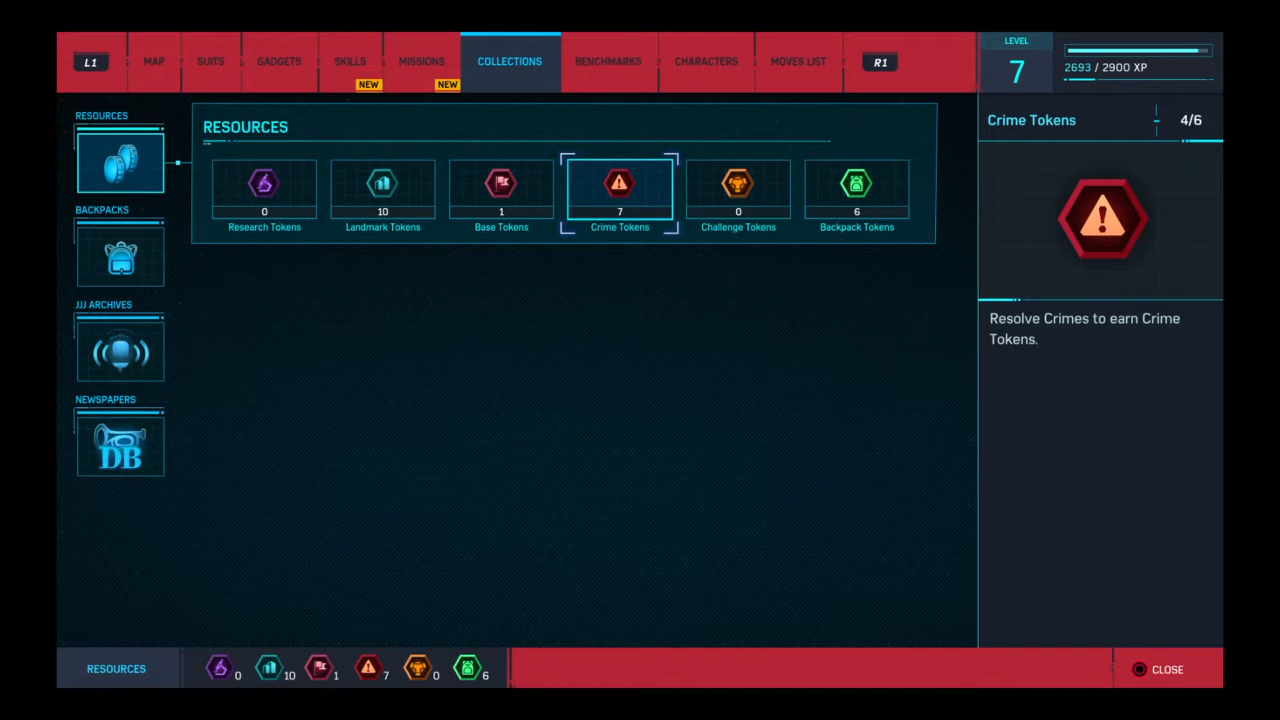 L1
MAP
SUITS
GADGETS
SKILLS
NEW
MISSIONS
NEW
COLLECTIONS
BENCHMARKS
CHARACTERS
MOVES LIST
R1
LEVEL
7
2693 / 2900 XP
RESOURCES
BACKPACKS
JJJ ARCHIVES
NEWSPAPERS
DB
RESOURCES
0
10
1
7
0
6
Research Tokens
Landmark Tokens
Base Tokens
Crime Tokens
Challenge Tokens
Backpack Tokens
Crime Tokens
4/6
Resolve Crimes to earn Crime
Tokens.
RESOURCES
0
10
1
7
0
6
CLOSE